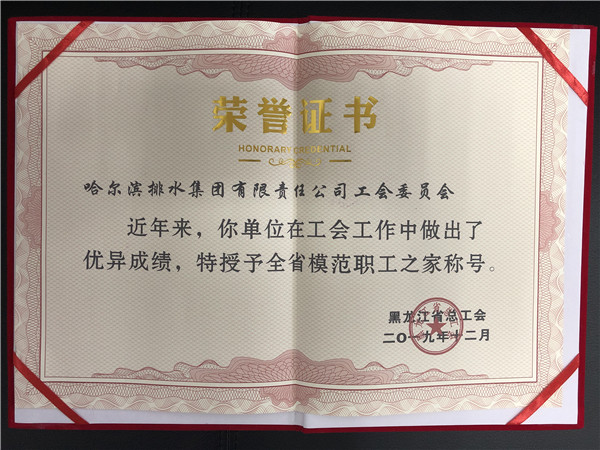 荣誉证书
HONORARY CREDENTIAL
哈尔滨排水集团有限责任公司工会委员会
近年来，你单位在工会工作中做出了
优异成绩，特授予全省模范职工之家称号。
黑龙江省总工会
二〇一九年十二月